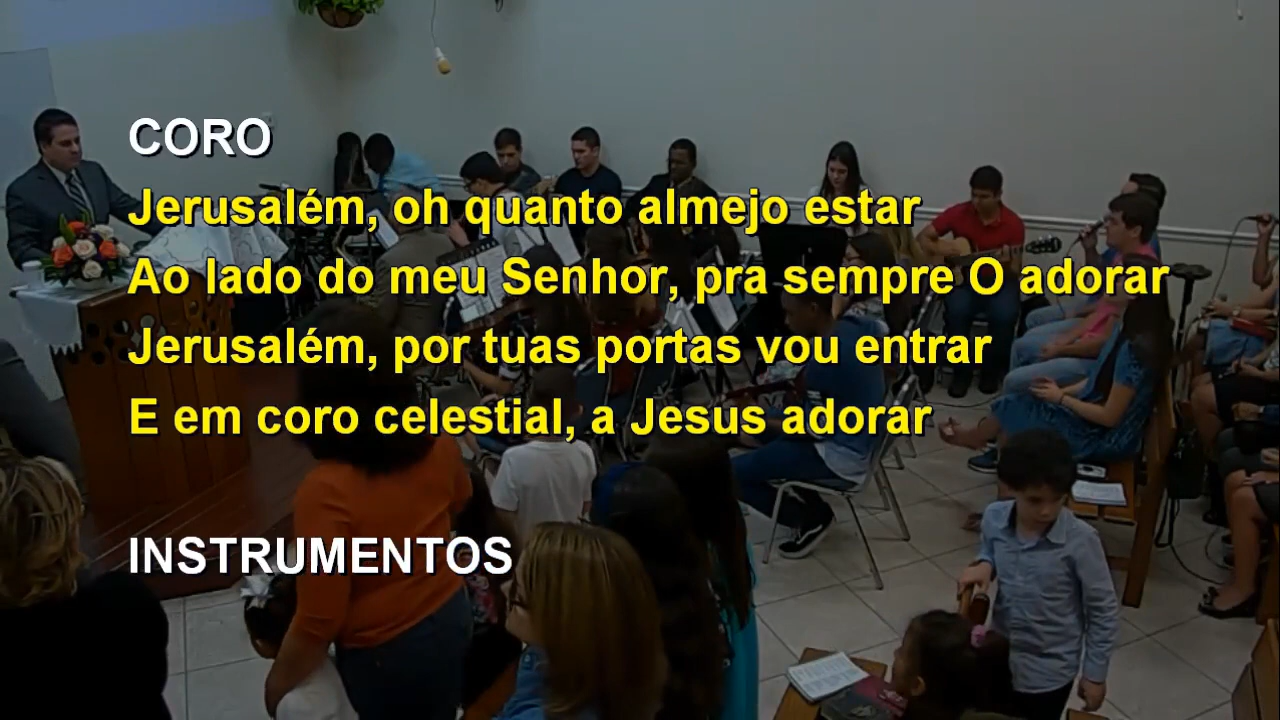 CORO
Jerusalém, oh quanto almejo estar
Ao lado do meu Senhor, pra sempre O adorar
Jerusalém, por tuas portas vou entrar
E em coro celestial, a Jesus adorar
INSTRUMENTOS